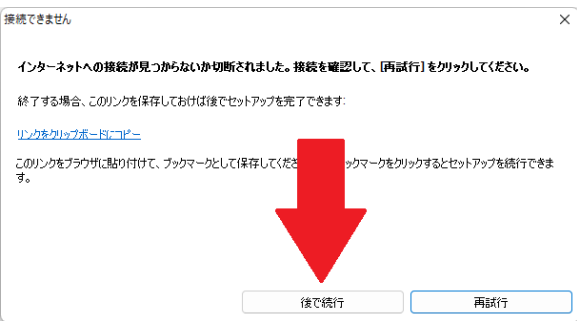 接続できません
インターネットへの接続が見つからないか切断されました。接続を確認して、[再試行] をクリックしてください。
終了する場合、このリンクを保存しておけば後でセットアップを完了できます:
リンクをクリップボードにコピー
このリンクをブラウザに貼り付けて、ブックマークとして保存してくださ ックマークをクリックするとセットアップを続行できま
す。
後で続行
再試行